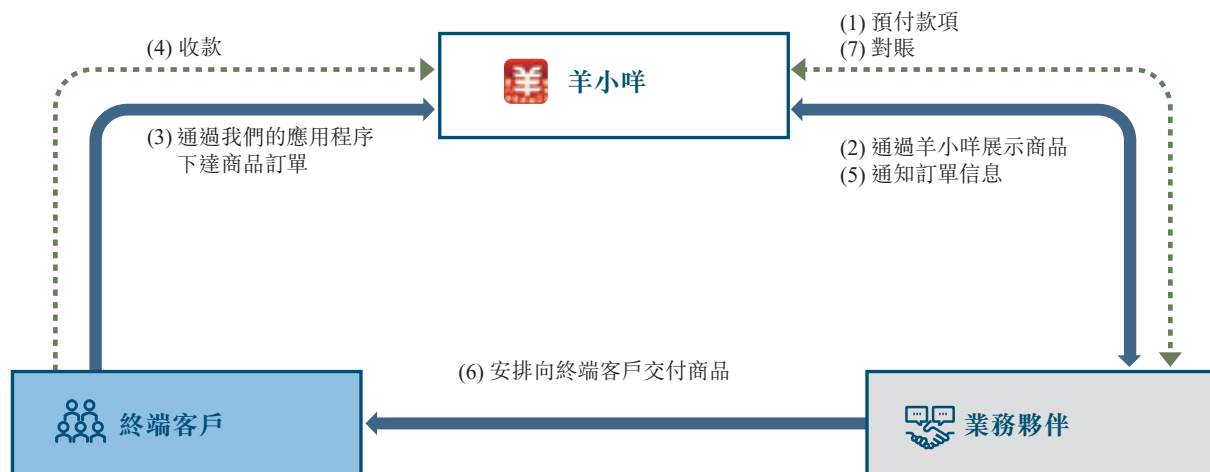 (1) 預付款項
(7) 對賬
(4) 收款
羊
羊小咩
(3) 通過我們的應用程序
下達商品訂單
(2) 通過羊小咩展示商品
(5) 通知訂單信息
(6) 安排向終端客戶交付商品
終端客戶
業務夥伴